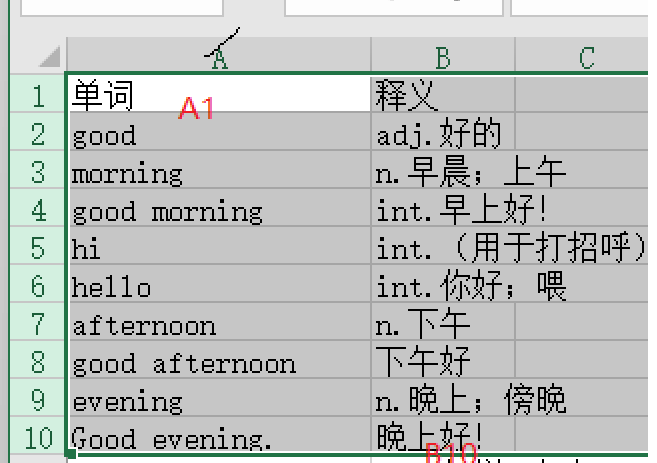 A B C
1 单词 A1 释义
2 good adj.好的
3 morning n.早晨；上午
4 good morning int.早上好！
5 hi int.（用于打招呼）
6 hello int.你好；喂
7 afternoon n.下午
8 good afternoon 下午好
9 evening n.晚上；傍晚
10 Good evening. 晚上好！
B10